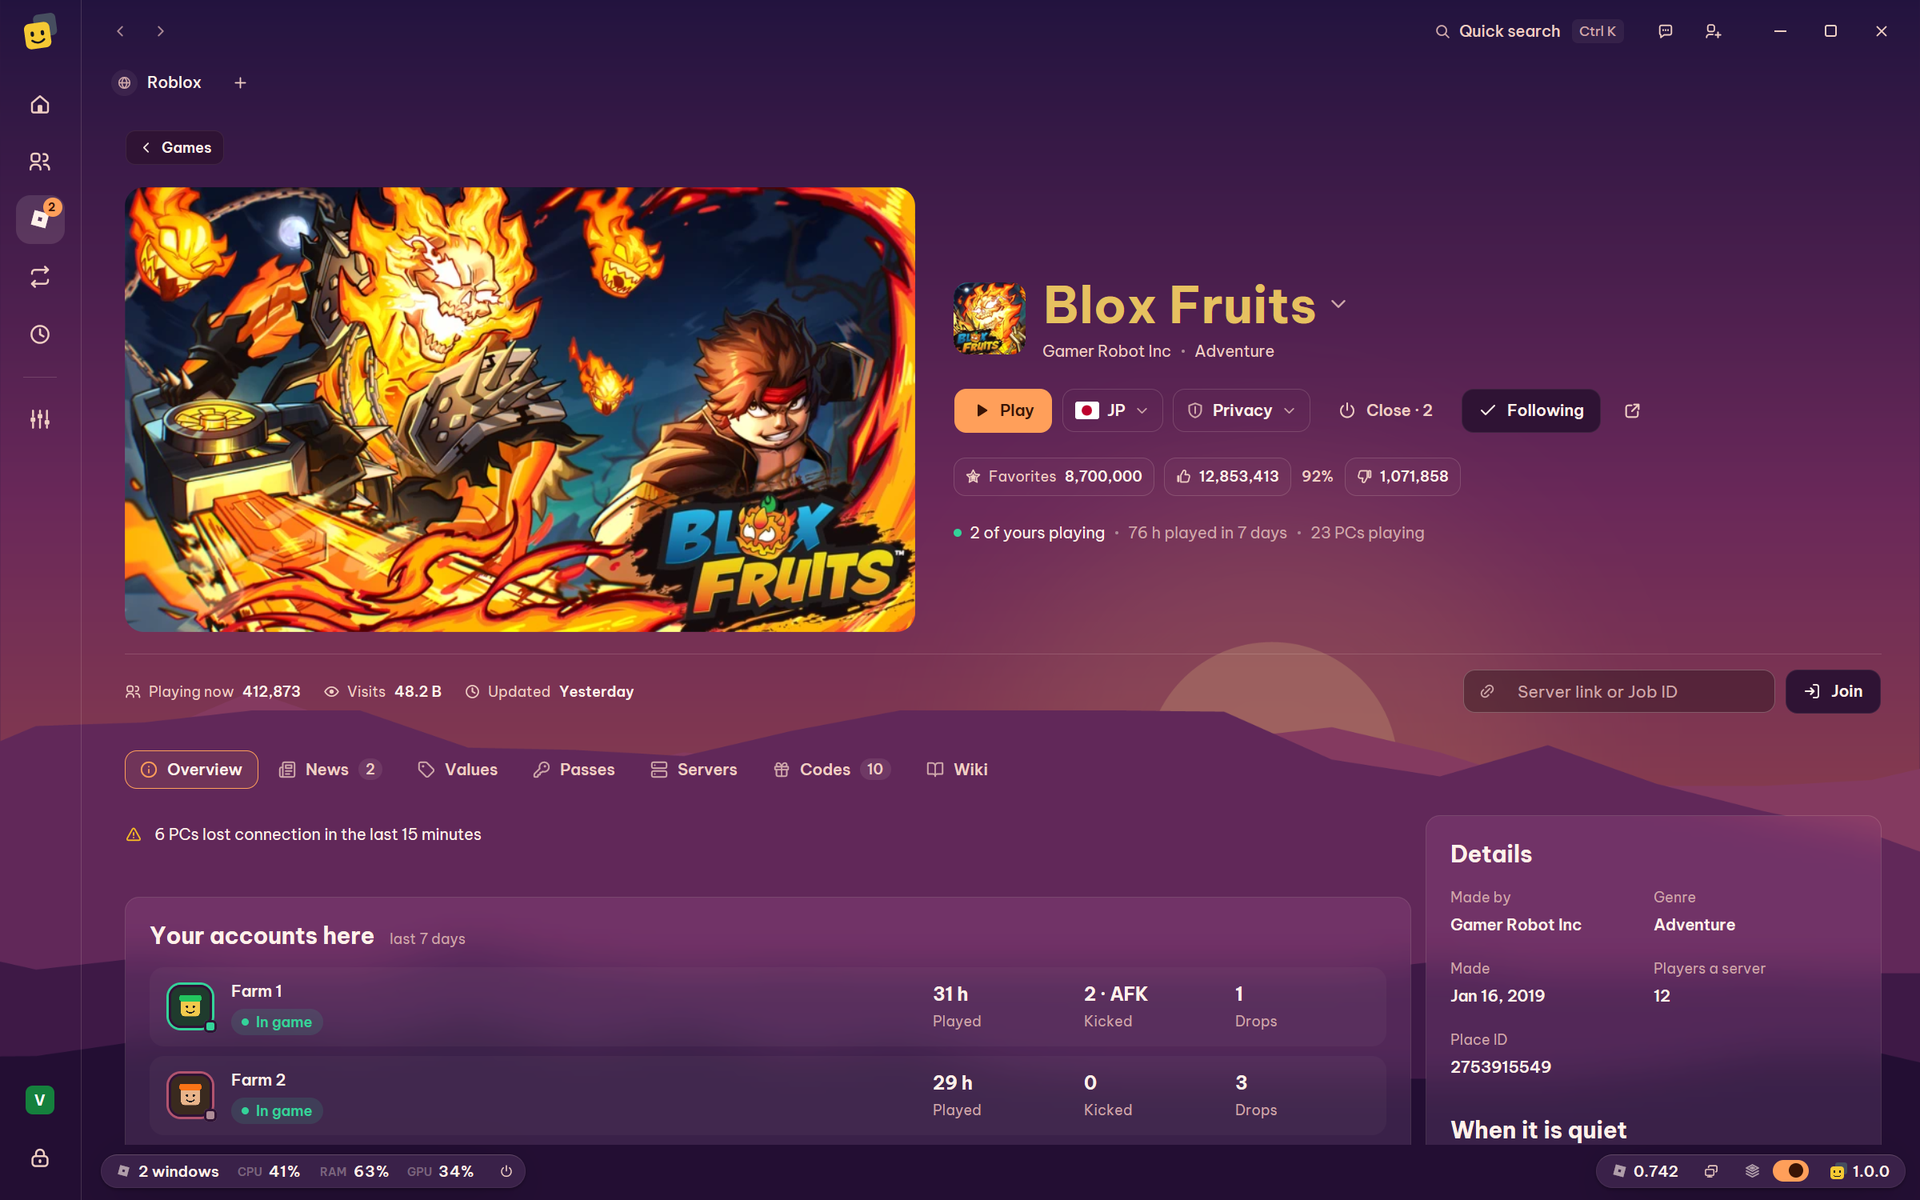 Quick search Ctrl K
Roblox
Games
2
BLOX
FRUITS™
BLOX
FRUITS
Blox Fruits
Gamer Robot Inc • Adventure
Play JP Privacy Close · 2 Following
Favorites 8,700,000 12,853,413 92% 1,071,858
2 of yours playing • 76 h played in 7 days • 23 PCs playing
Playing now 412,873 Visits 48.2 B Updated Yesterday
Server link or Job ID Join
Overview News 2 Values Passes Servers Codes 10 Wiki
6 PCs lost connection in the last 15 minutes
Your accounts here last 7 days
Farm 1
In game
31 h 2 · AFK 1
Played Kicked Drops
Farm 2
In game
29 h 0 3
Played Kicked Drops
Details
Made by Genre
Gamer Robot Inc Adventure
Made Players a server
Jan 16, 2019 12
Place ID
2753915549
When it is quiet
V
2 windows CPU 41% RAM 63% GPU 34%
0.742 1.0.0